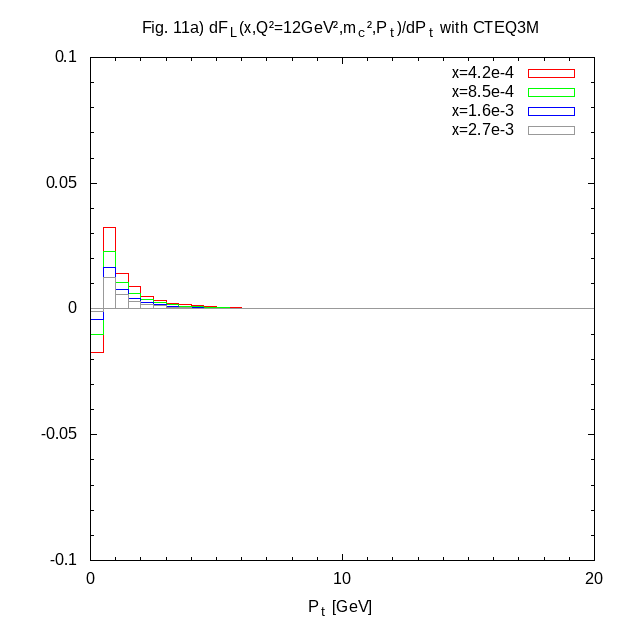 Fig. 11a) dF_L(x,Q²=12GeV²,m_c²,P_t)/dP_t with CTEQ3M
x=4.2e-4
x=8.5e-4
x=1.6e-3
x=2.7e-3
0.1
0.05
0
-0.05
-0.1
0 10 20
P_t [GeV]